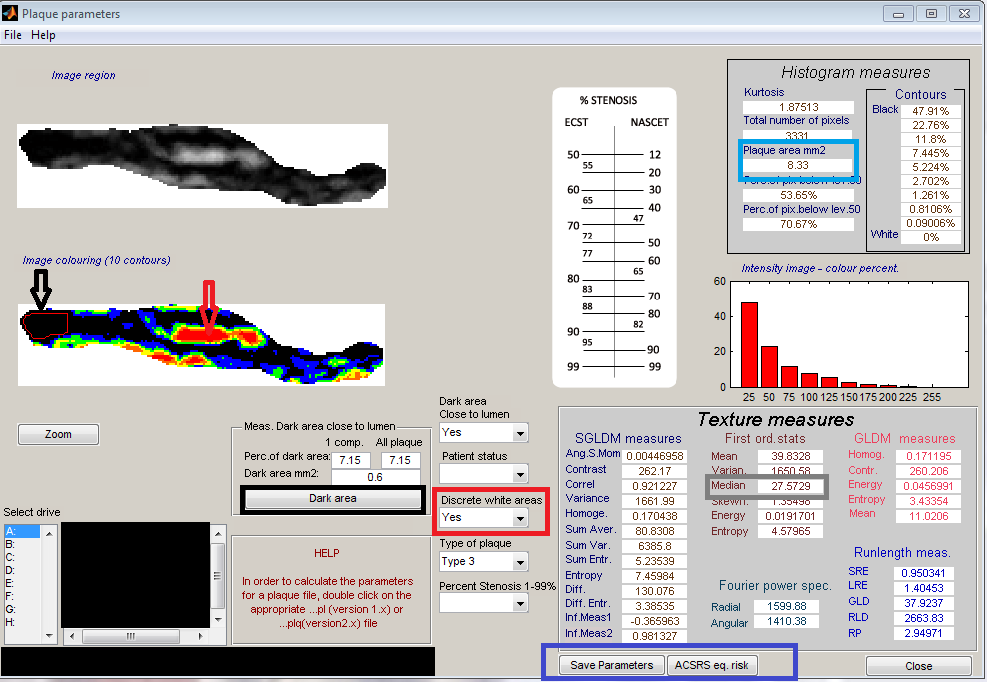 Plaque parameters
File Help
Image region
Image colouring (10 contours)
Zoom
% STENOSIS
ECST NASCET
50 12
55
20
60 30
65
40
47
70
72 50
77 60
65
80
83 70
88 80
82
90
95 90
99 99
Histogram measures
Kurtosis
1.87513
Total number of pixels
3331
Plaque area mm2
8.33
Perc.of pix.below lev.30
53.65%
Perc.of pix.below lev.50
70.67%
Contours
Black 47.91%
22.76%
11.8%
7.445%
5.224%
2.702%
1.261%
0.8106%
0.09006%
White 0%
Intensity image - colour percent.
60
40
20
0
25 50 75 100 125 150 175 200 225 255
Meas. Dark area close to lumen
1 comp. All plaque
Perc.of dark area: 7.15 7.15
Dark area mm2: 0.6
Dark area
Select drive
A:
B:
C:
D:
E:
F:
G:
H:
HELP
In order to calculate the parameters
for a plaque file, double click on the
appropriate ...pl (version 1.x) or
...plq(version2.x) file
Dark area
Close to lumen
Yes
Patient status
Discrete white areas
Yes
Type of plaque
Type 3
Percent Stenosis 1-99%
Texture measures
SGLDM measures
Ang.S.Mom 0.00446958
Contrast 262.17
Correl 0.921227
Variance 1661.99
Homoge. 0.170438
Sum Aver. 80.8308
Sum Var. 6385.8
Sum Entr. 5.23539
Entropy 7.45984
Diff. 130.076
Diff. Entr. 3.38535
Inf.Meas1 -0.365963
Inf.Meas2 0.981327
First ord.stats
Mean 39.8328
Varian. 1650.58
Median 27.5729
Skewn. 1.35498
Energy 0.0191701
Entropy 4.57965
Fourier power spec.
Radial 1599.88
Angular 1410.38
GLDM measures
Homog. 0.171195
Contr. 260.206
Energy 0.0456991
Entropy 3.43354
Mean 11.0206
Runlength meas.
SRE 0.950341
LRE 1.40453
GLD 37.9237
RLD 2663.83
RP 2.94971
Save Parameters ACSRS eq. risk Close